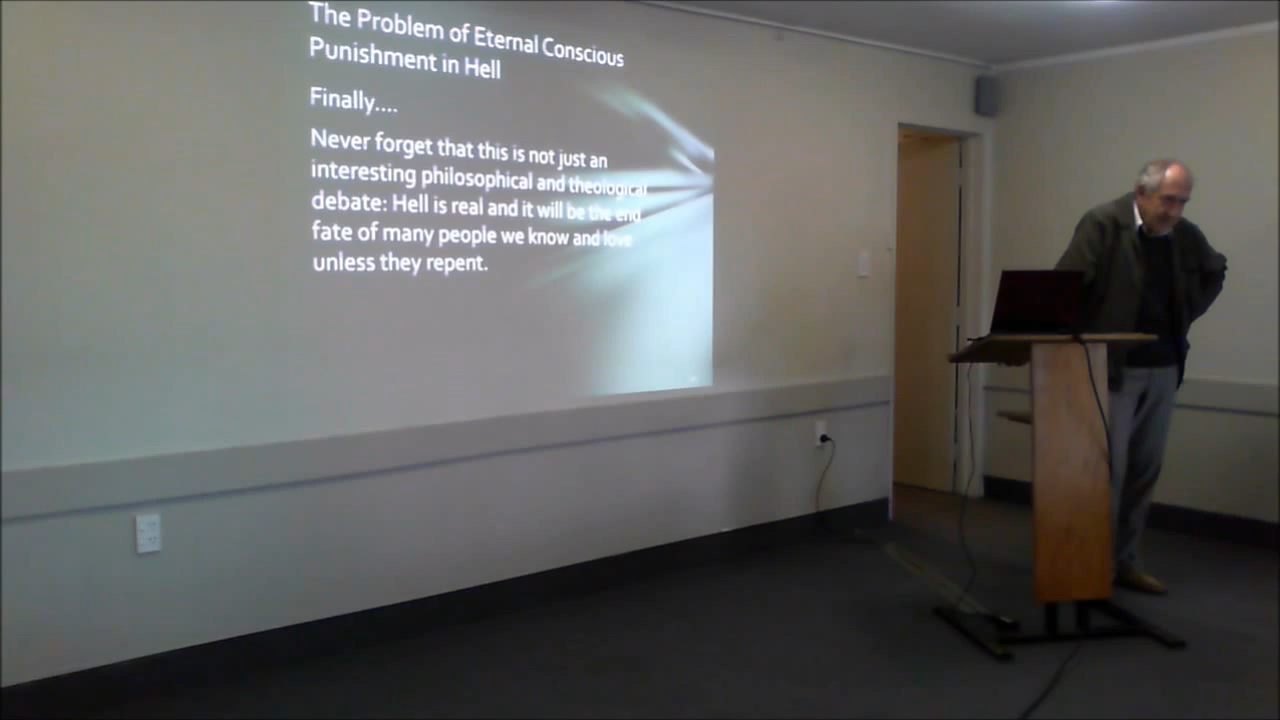 The Problem of Eternal Conscious
Punishment in Hell
Finally....
Never forget that this is not just an
interesting philosophical and theological
debate: Hell is real and it will be the end
fate of many people we know and love
unless they repent.